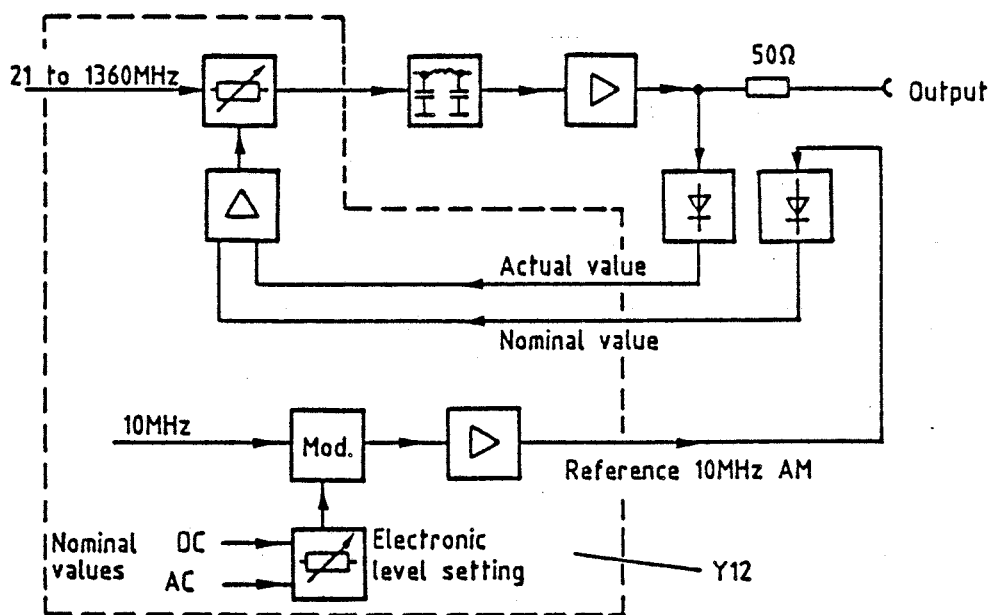 21 to 1360MHz
50Ω
Output
Actual value
Nominal value
10MHz
Mod.
Reference 10MHz AM
Nominal values
DC
AC
Electronic
level setting
Y12